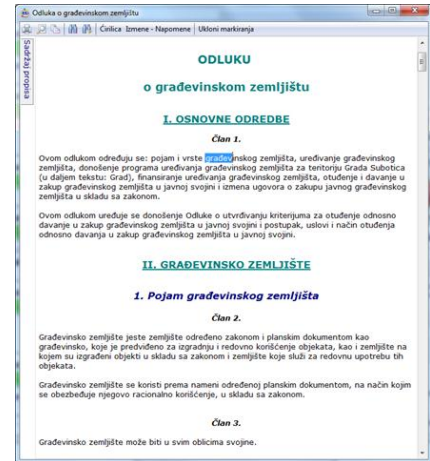 Odluka o građevinskom zemljištu
Ćirilica Izmene - Napomene Ukloni markiranja
Sadržaj propisa
ODLUKU
o građevinskom zemljištu
I. OSNOVNE ODREDBE
Član 1.
Ovom odlukom određuju se: pojam i vrste građevinskog zemljišta, uređivanje građevinskog
zemljišta, donošenje programa uređivanja građevinskog zemljišta za teritoriju Grada Subotica
(u daljem tekstu: Grad), finansiranje uređivanja građevinskog zemljišta, otuđenje i davanje u
zakup građevinskog zemljišta u javnoj svojini i izmena ugovora o zakupu javnog građevinskog
zemljišta u skladu sa zakonom.
Ovom odlukom uređuje se donošenje Odluke o utvrđivanju kriterijuma za otuđenje odnosno
davanje u zakup građevinskog zemljišta u javnoj svojini i postupak, uslovi i način otuđenja
odnosno davanja u zakup građevinskog zemljišta u javnoj svojini.
II. GRAĐEVINSKO ZEMLJIŠTE
1. Pojam građevinskog zemljišta
Član 2.
Građevinsko zemljište jeste zemljište određeno zakonom i planskim dokumentom kao
građevinsko, koje je predviđeno za izgradnju i redovno korišćenje objekata, kao i zemljište na
kojem su izgrađeni objekti u skladu sa zakonom i zemljište koje služi za redovnu upotrebu tih
objekata.
Građevinsko zemljište se koristi prema nameni određenoj planskim dokumentom, na način kojim
se obezbeđuje njegovo racionalno korišćenje, u skladu sa zakonom.
Član 3.
Građevinsko zemljište može biti u svim oblicima svojine.